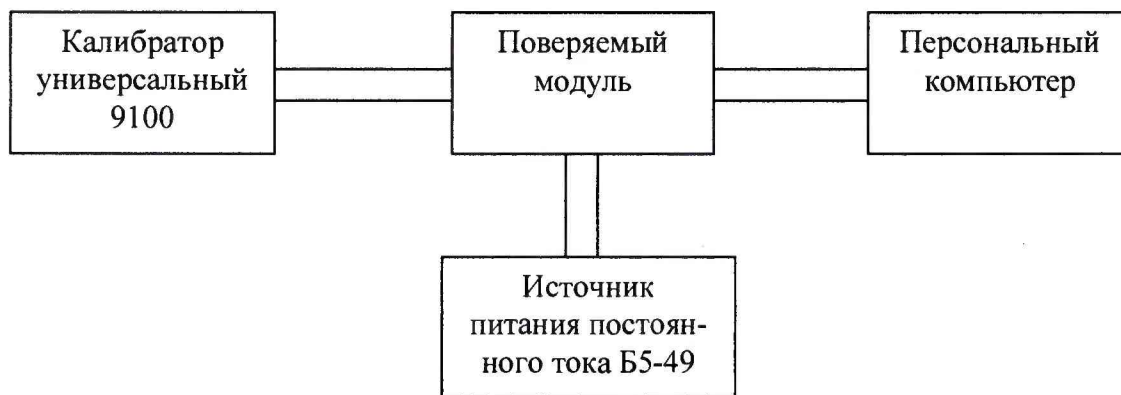 Калибратор
универсальный
9100
Поверяемый
модуль
Персональный
компьютер
Источник
питания постоян-
ного тока Б5-49